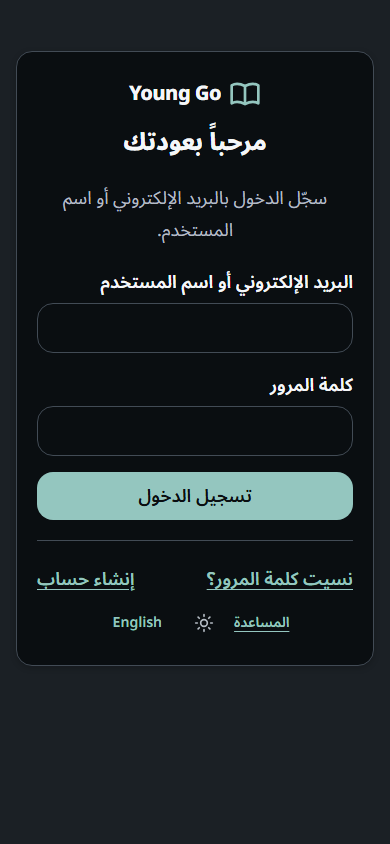 Young Go
مرحباً بعودتك
سجّل الدخول بالبريد الإلكتروني أو اسم
المستخدم.
البريد الإلكتروني أو اسم المستخدم
كلمة المرور
تسجيل الدخول
نسيت كلمة المرور؟
إنشاء حساب
المساعدة
English